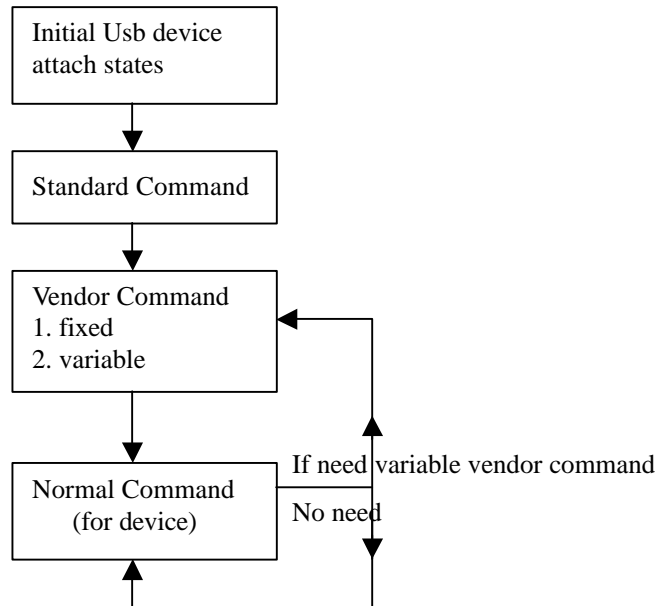 Initial Usb device
attach states
Standard Command
Vendor Command
1. fixed
2. variable
If need variable vendor command
Normal Command
(for device)
No need